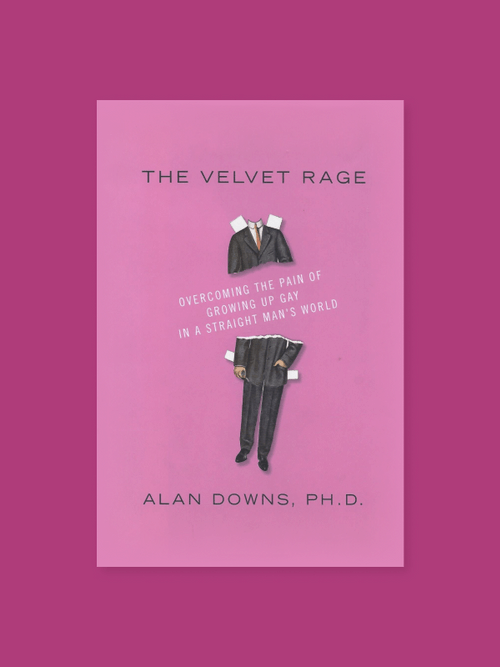 THE VELVET RAGE
OVERCOMING THE PAIN OF
GROWING UP GAY
IN A STRAIGHT MAN'S WORLD
ALAN DOWNS, PH.D.